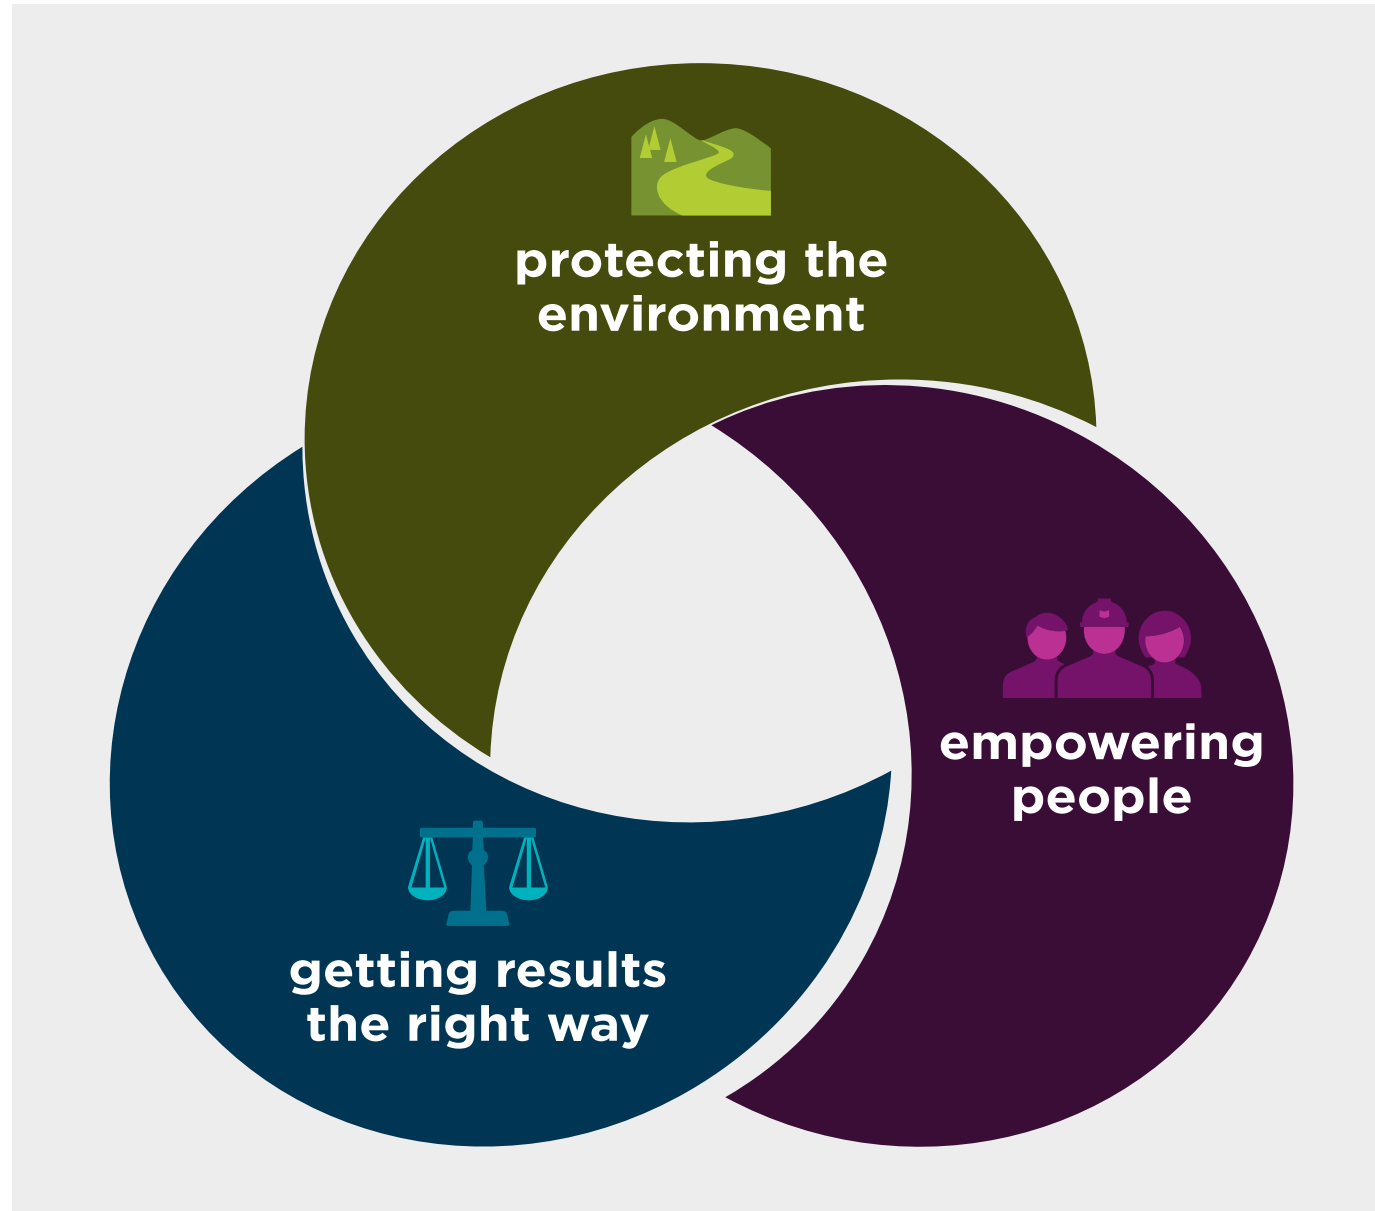 protecting the
environment
empowering
people
getting results
the right way